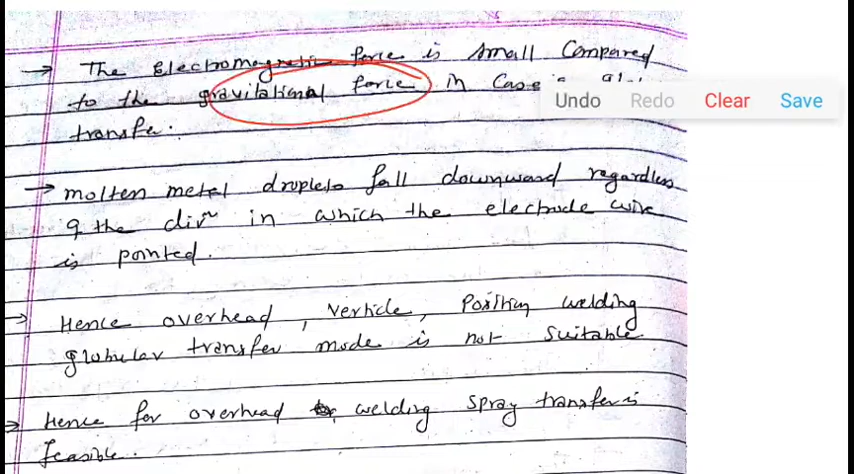 → The Electromagnetic force is small Compared
to the gravitational force in Case
Undo Redo Clear Save
transfer.
→ molten metal droplets fall downward regardless
of the dirn in which the electrode wire
is pointed.
→ Hence overhead, verticle, Position welding
globular transfer mode is not suitable
→ Hence for overhead welding spray transfer is
feasible.